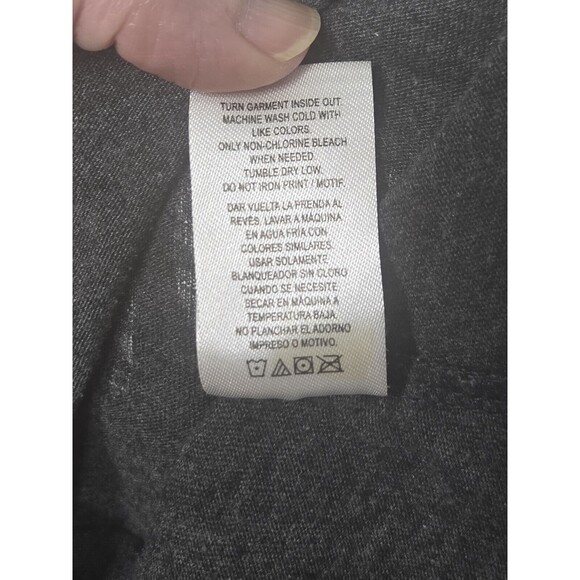 TURN GARMENT INSIDE OUT.
MACHINE WASH COLD WITH
LIKE COLORS.
ONLY NON-CHLORINE BLEACH
WHEN NEEDED.
TUMBLE DRY LOW.
DO NOT IRON PRINT / MOTIF.
DAR VUELTA LA PRENDA AL
REVÉS. LAVAR A MÁQUINA
EN AGUA FRÍA CON
COLORES SIMILARES.
USAR SOLAMENTE
BLANQUEADOR SIN CLORO
CUANDO SE NECESITE.
SECAR EN MÁQUINA A
TEMPERATURA BAJA.
NO PLANCHAR EL ADORNO
IMPRESO O MOTIVO.